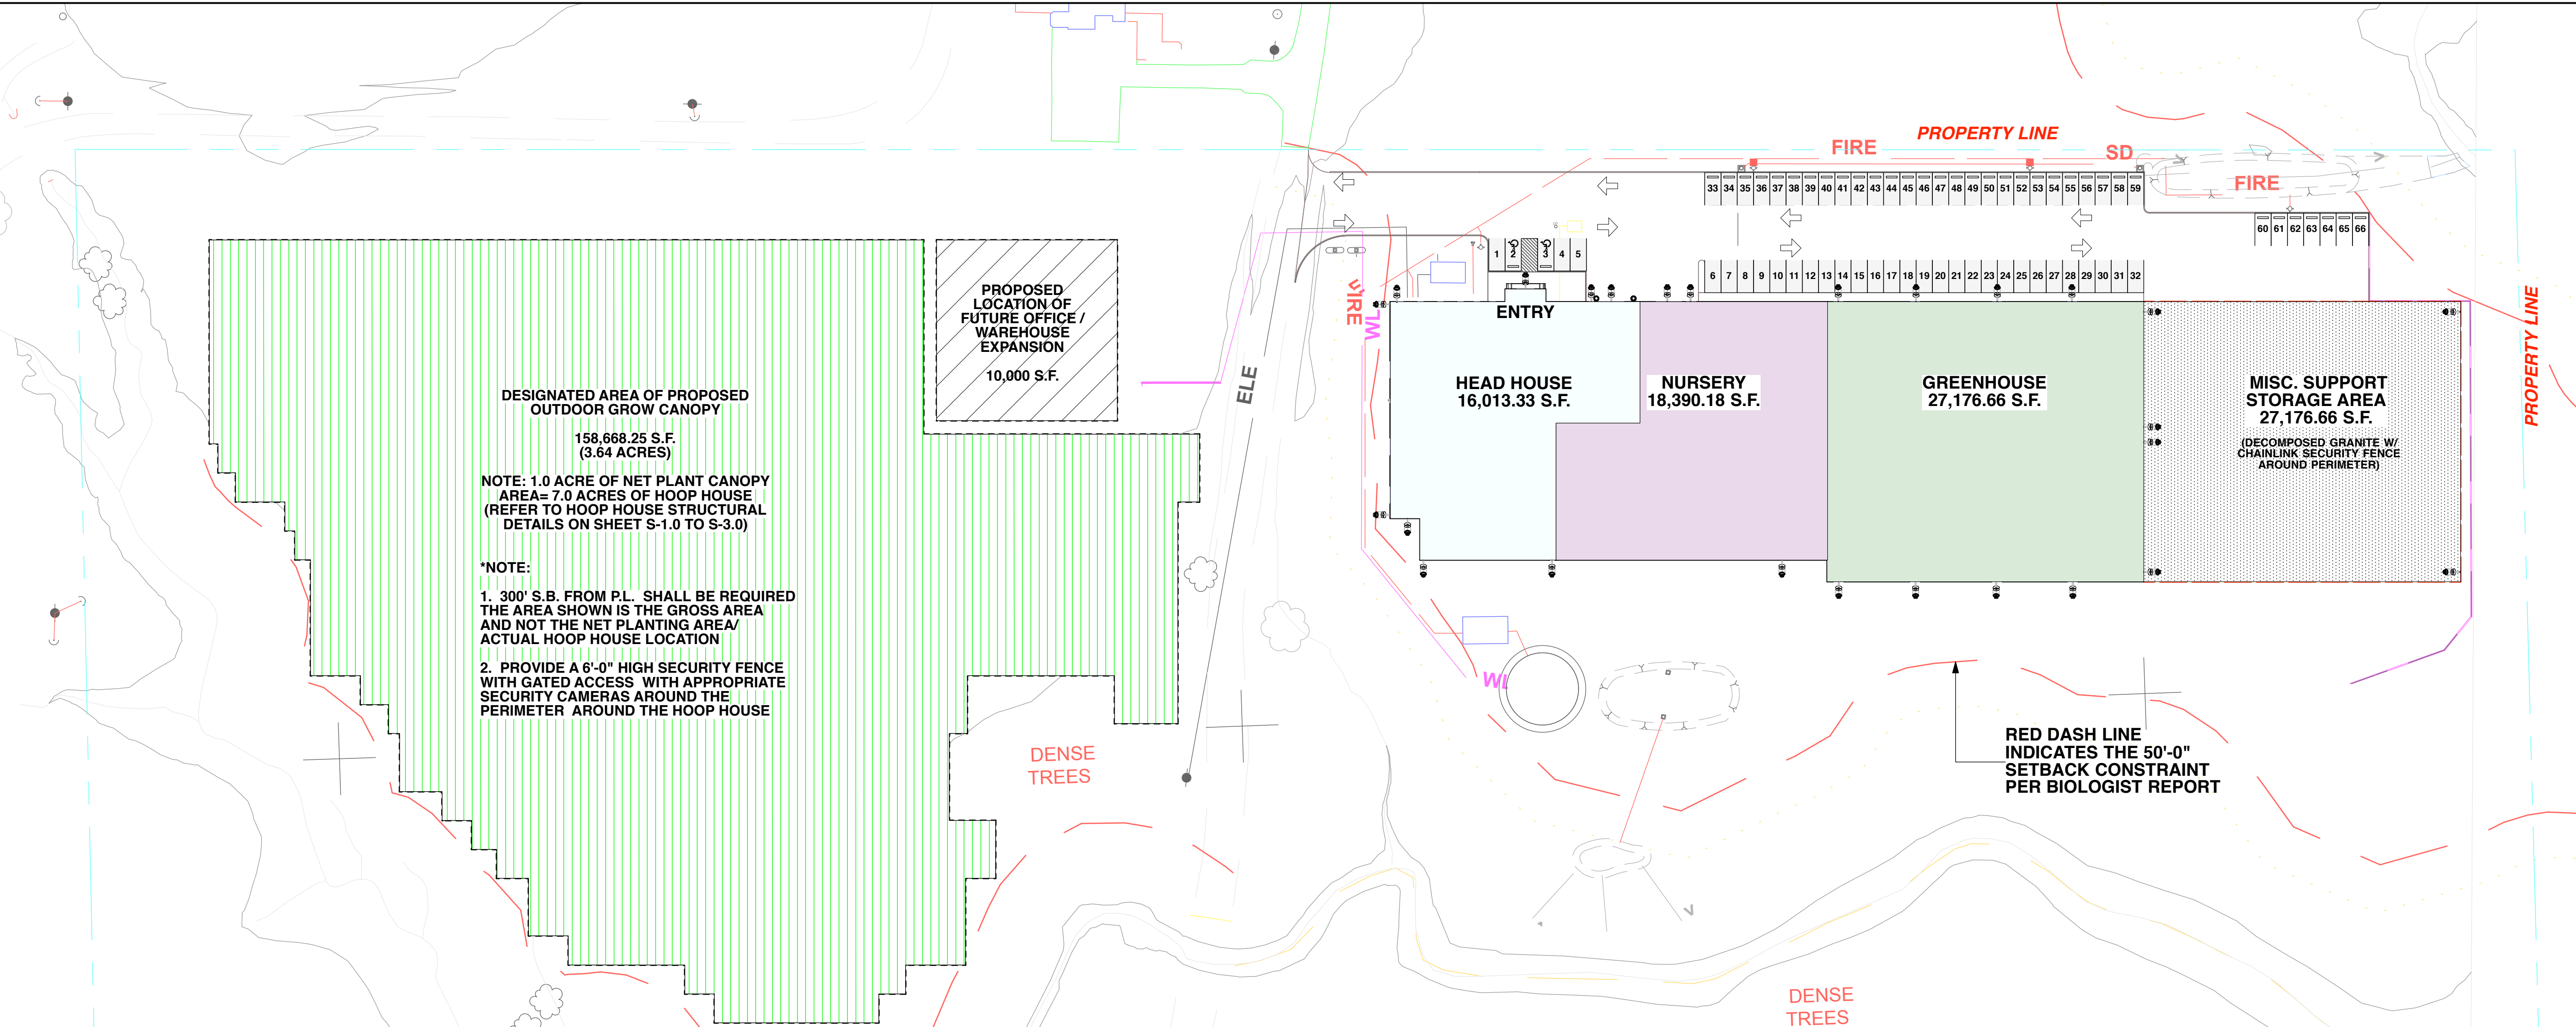 PROPERTY LINE
FIRE
SD
FIRE
33 34 35 36 37 38 39 40 41 42 43 44 45 46 47 48 49 50 51 52 53 54 55 56 57 58 59
60 61 62 63 64 65 66
1 2 3 4 5
6 7 8 9 10 11 12 13 14 15 16 17 18 19 20 21 22 23 24 25 26 27 28 29 30 31 32
PROPOSED
LOCATION OF
FUTURE OFFICE /
WAREHOUSE
EXPANSION
10,000 S.F.
ELE
FIRE
WL
ENTRY
HEAD HOUSE
16,013.33 S.F.
NURSERY
18,390.18 S.F.
GREENHOUSE
27,176.66 S.F.
MISC. SUPPORT
STORAGE AREA
27,176.66 S.F.
(DECOMPOSED GRANITE W/
CHAINLINK SECURITY FENCE
AROUND PERIMETER)
PROPERTY LINE
DESIGNATED AREA OF PROPOSED
OUTDOOR GROW CANOPY
158,668.25 S.F.
(3.64 ACRES)
NOTE: 1.0 ACRE OF NET PLANT CANOPY
AREA= 7.0 ACRES OF HOOP HOUSE
(REFER TO HOOP HOUSE STRUCTURAL
DETAILS ON SHEET S-1.0 TO S-3.0)
*NOTE:
1. 300' S.B. FROM P.L. SHALL BE REQUIRED
THE AREA SHOWN IS THE GROSS AREA
AND NOT THE NET PLANTING AREA/
ACTUAL HOOP HOUSE LOCATION
2. PROVIDE A 6'-0" HIGH SECURITY FENCE
WITH GATED ACCESS WITH APPROPRIATE
SECURITY CAMERAS AROUND THE
PERIMETER AROUND THE HOOP HOUSE
WL
DENSE
TREES
RED DASH LINE
INDICATES THE 50'-0"
SETBACK CONSTRAINT
PER BIOLOGIST REPORT
DENSE
TREES